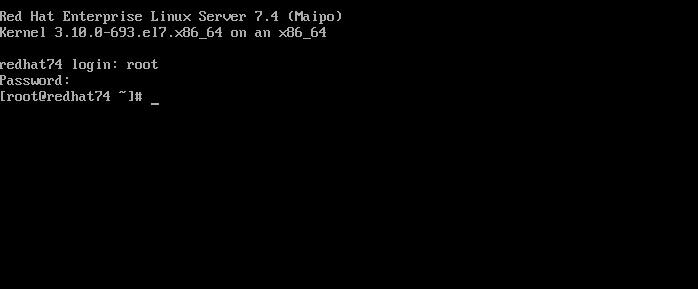 Red Hat Enterprise Linux Server 7.4 (Maipo)
Kernel 3.10.0-693.el7.x86_64 on an x86_64
redhat74 login: root
Password:
[root@redhat74 ~]# _